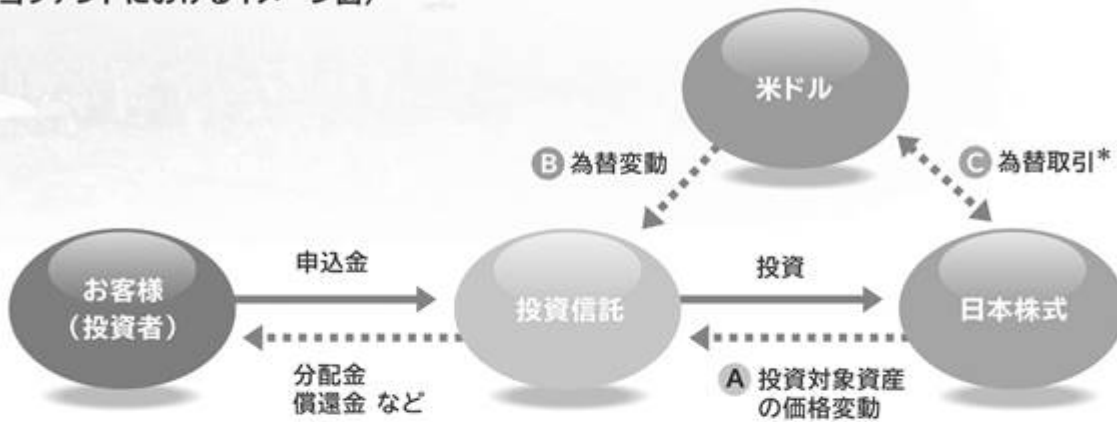 米ドル
B 為替変動
C 為替取引*
申込金
投資
お客様
(投資者)
投資信託
日本株式
分配金
償還金 など
A 投資対象資産
の価格変動